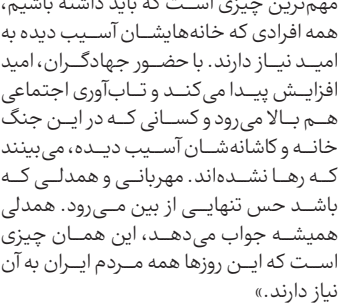 مهم‌ترین چیزی است که باید داشته باشیم،
همه افرادی که خانه‌هایشان آسیب دیده به
امید نیاز دارند. با حضور جهادگران، امید
افزایش پیدا می‌کند و تاب‌آوری اجتماعی
هم بالا می‌رود و کسانی که در این جنگ
خانه و کاشانه‌شان آسیب دیده، می‌بینند
که رها نشده‌اند. مهربانی و همدلی که
باشد حس تنهایی از بین می‌رود. همدلی
همیشه جواب می‌دهد، این همان چیزی
است که این روزها همه مردم ایران به آن
نیاز دارند.»